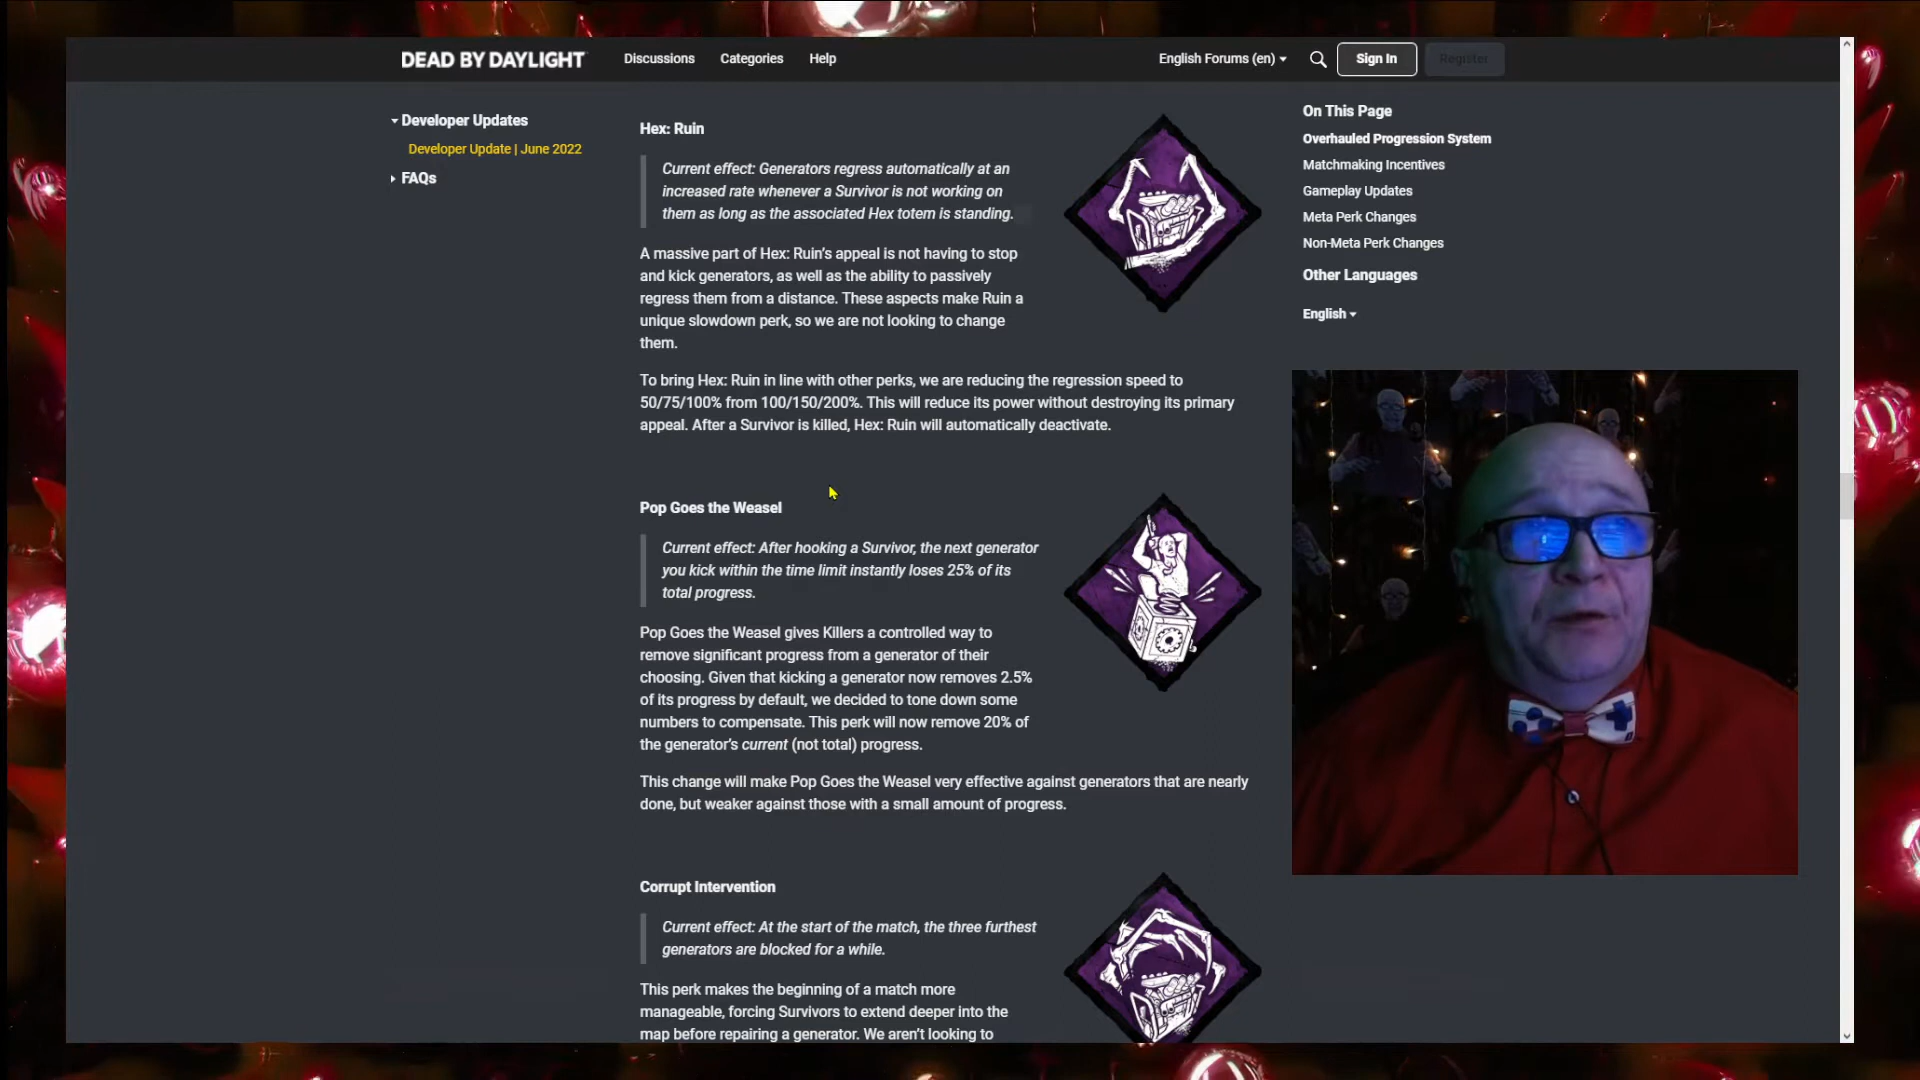 DEAD BY DAYLIGHT
Discussions
Categories
Help
English Forums (en)
Sign In
Register
Developer Updates
Developer Update | June 2022
FAQs
Hex: Ruin
Current effect: Generators regress automatically at an
increased rate whenever a Survivor is not working on
them as long as the associated Hex totem is standing.
A massive part of Hex: Ruin's appeal is not having to stop
and kick generators, as well as the ability to passively
regress them from a distance. These aspects make Ruin a
unique slowdown perk, so we are not looking to change
them.
To bring Hex: Ruin in line with other perks, we are reducing the regression speed to
50/75/100% from 100/150/200%. This will reduce its power without destroying its primary
appeal. After a Survivor is killed, Hex: Ruin will automatically deactivate.
Pop Goes the Weasel
Current effect: After hooking a Survivor, the next generator
you kick within the time limit instantly loses 25% of its
total progress.
Pop Goes the Weasel gives Killers a controlled way to
remove significant progress from a generator of their
choosing. Given that kicking a generator now removes 2.5%
of its progress by default, we decided to tone down some
numbers to compensate. This perk will now remove 20% of
the generator's current (not total) progress.
This change will make Pop Goes the Weasel very effective against generators that are nearly
done, but weaker against those with a small amount of progress.
Corrupt Intervention
Current effect: At the start of the match, the three furthest
generators are blocked for a while.
This perk makes the beginning of a match more
manageable, forcing Survivors to extend deeper into the
map before repairing a generator. We aren't looking to
On This Page
Overhauled Progression System
Matchmaking Incentives
Gameplay Updates
Meta Perk Changes
Non-Meta Perk Changes
Other Languages
English